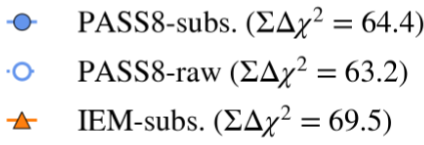 PASS8-subs. (ΣΔχ² = 64.4)
PASS8-raw (ΣΔχ² = 63.2)
IEM-subs. (ΣΔχ² = 69.5)